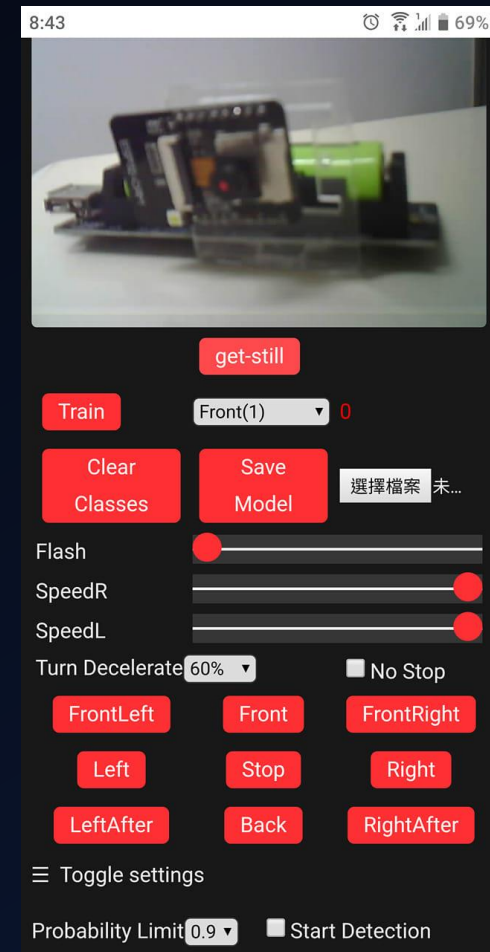 8:43 69%
get-still
Train Front(1) 0
Clear Classes Save Model 選擇檔案 未...
Flash
SpeedR
SpeedL
Turn Decelerate 60% No Stop
FrontLeft Front FrontRight
Left Stop Right
LeftAfter Back RightAfter
☰ Toggle settings
Probability Limit 0.9 Start Detection